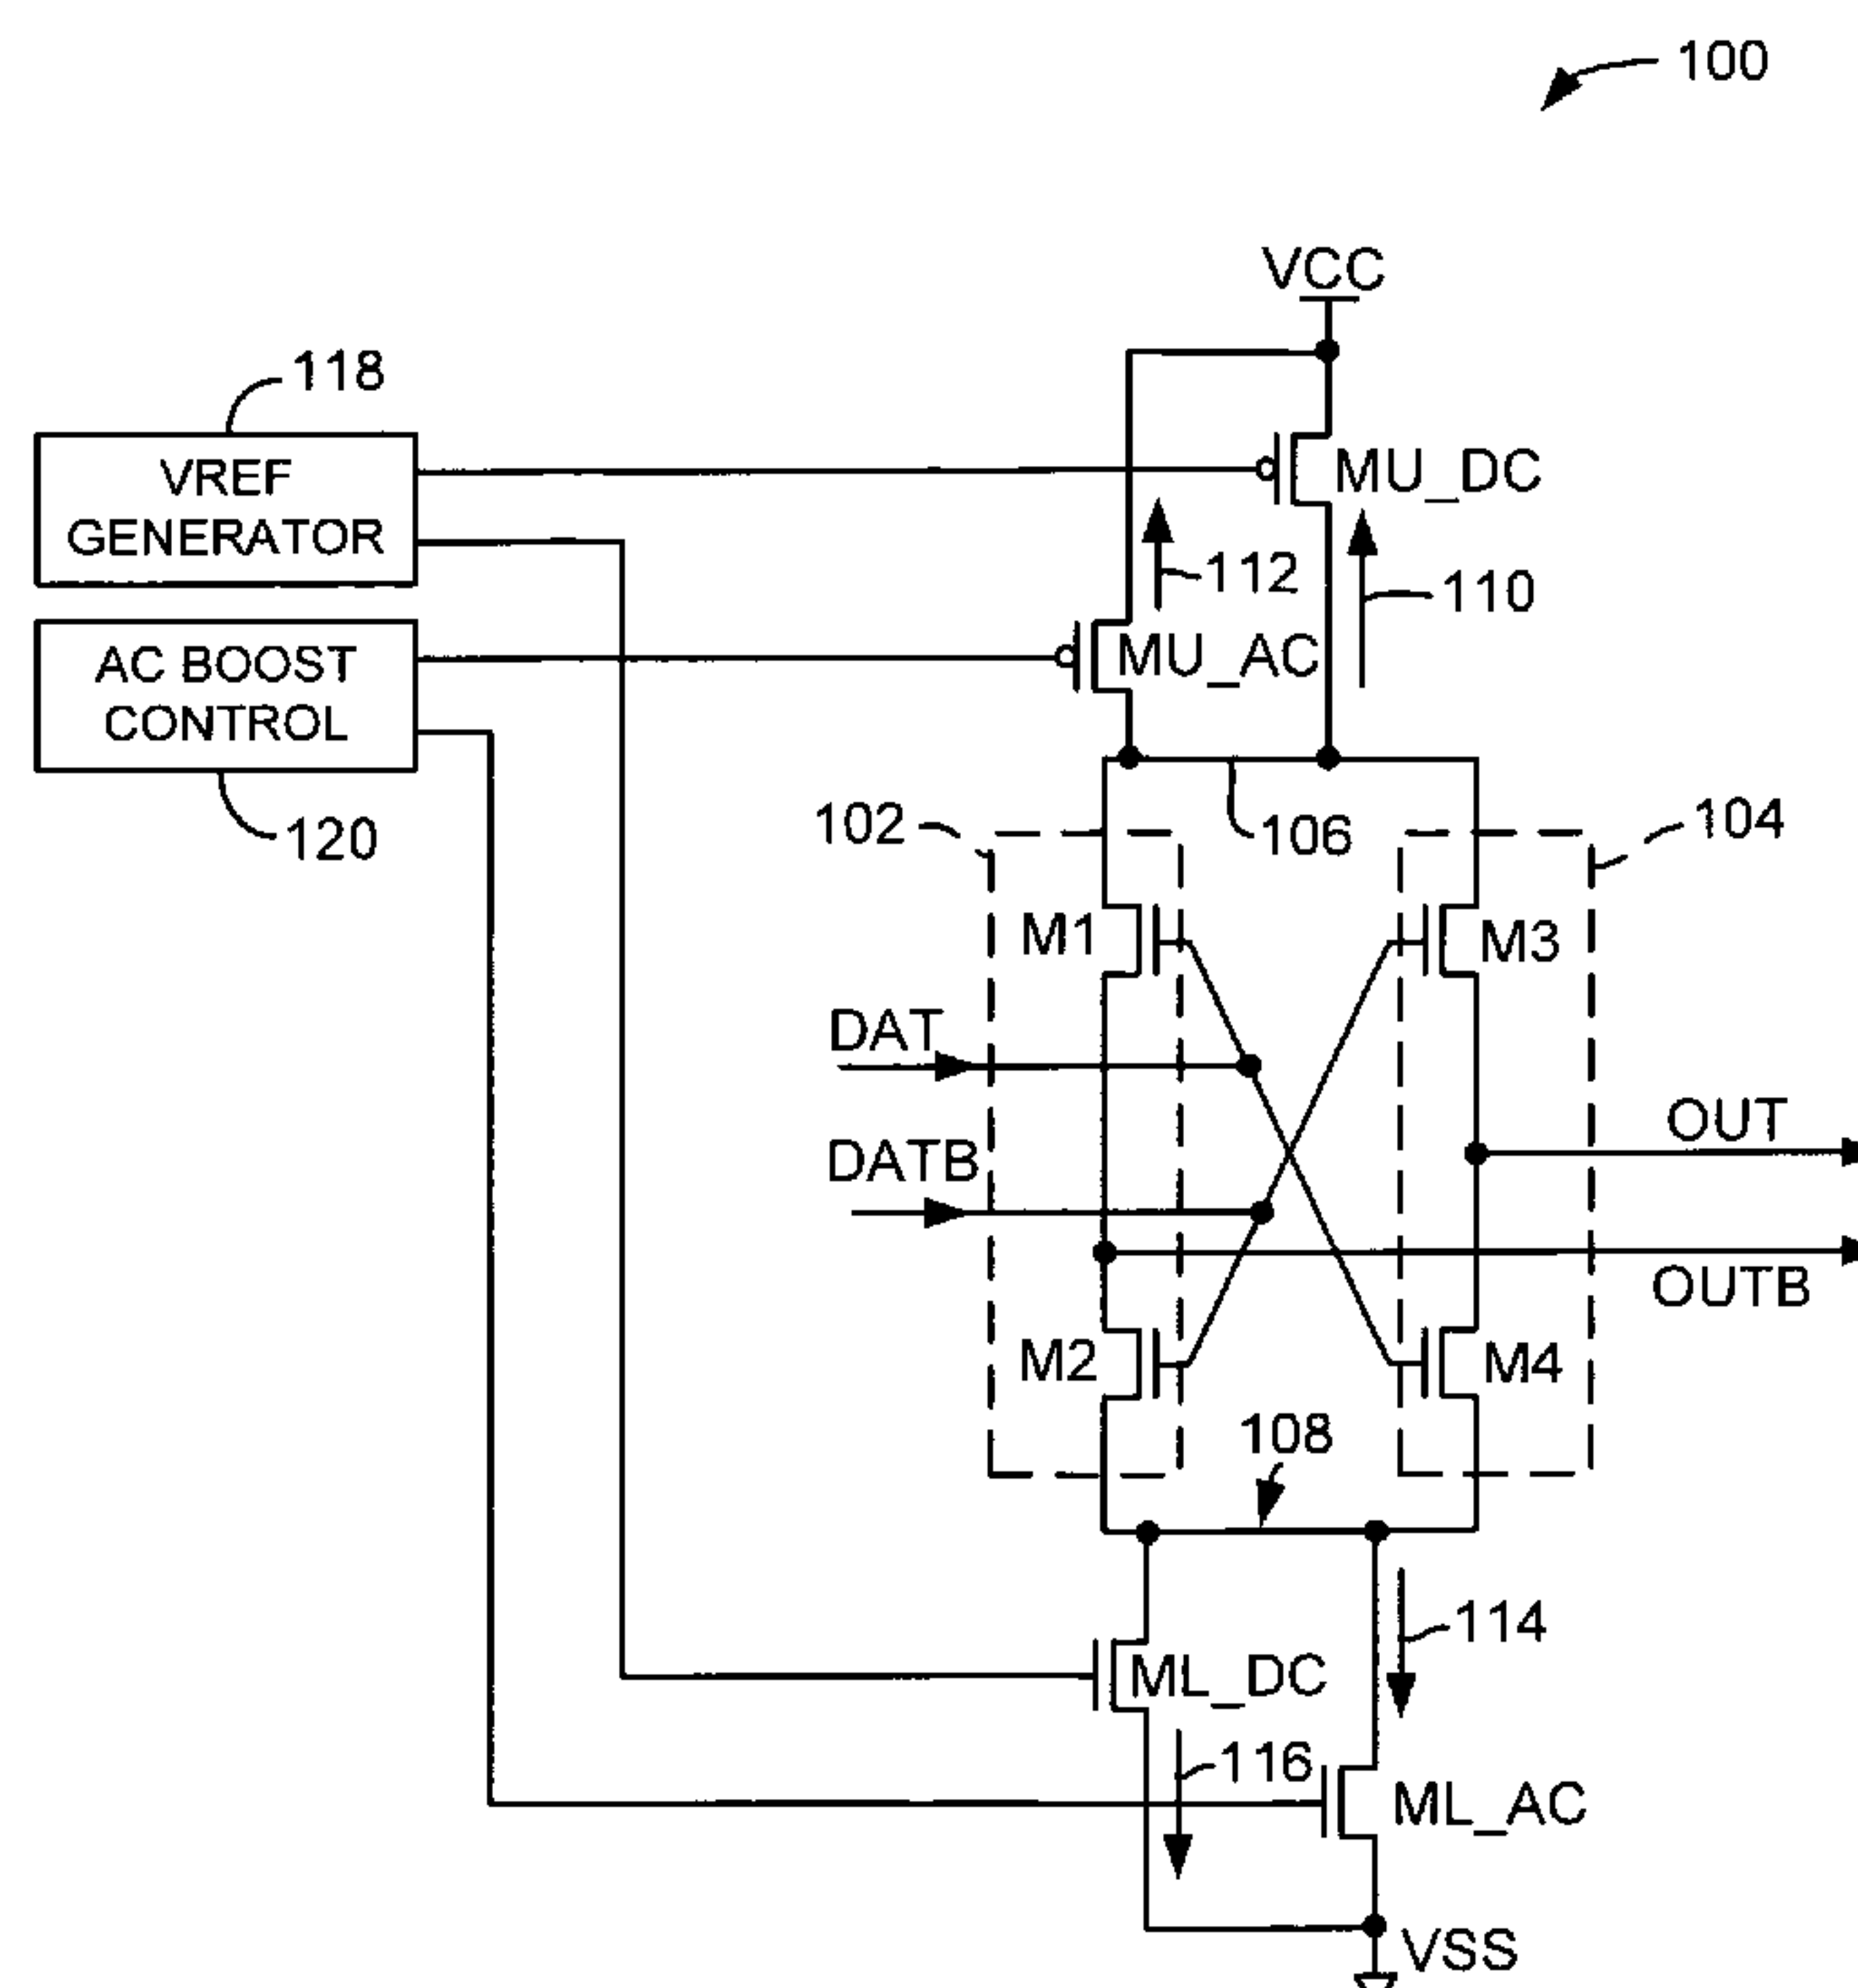 100
VCC
118
VREF
GENERATOR
MU_DC
112
110
AC BOOST
CONTROL
MU_AC
120
102
106
104
M1
M3
DAT
OUT
DATB
OUTB
M2
M4
108
114
ML_DC
116
ML_AC
VSS